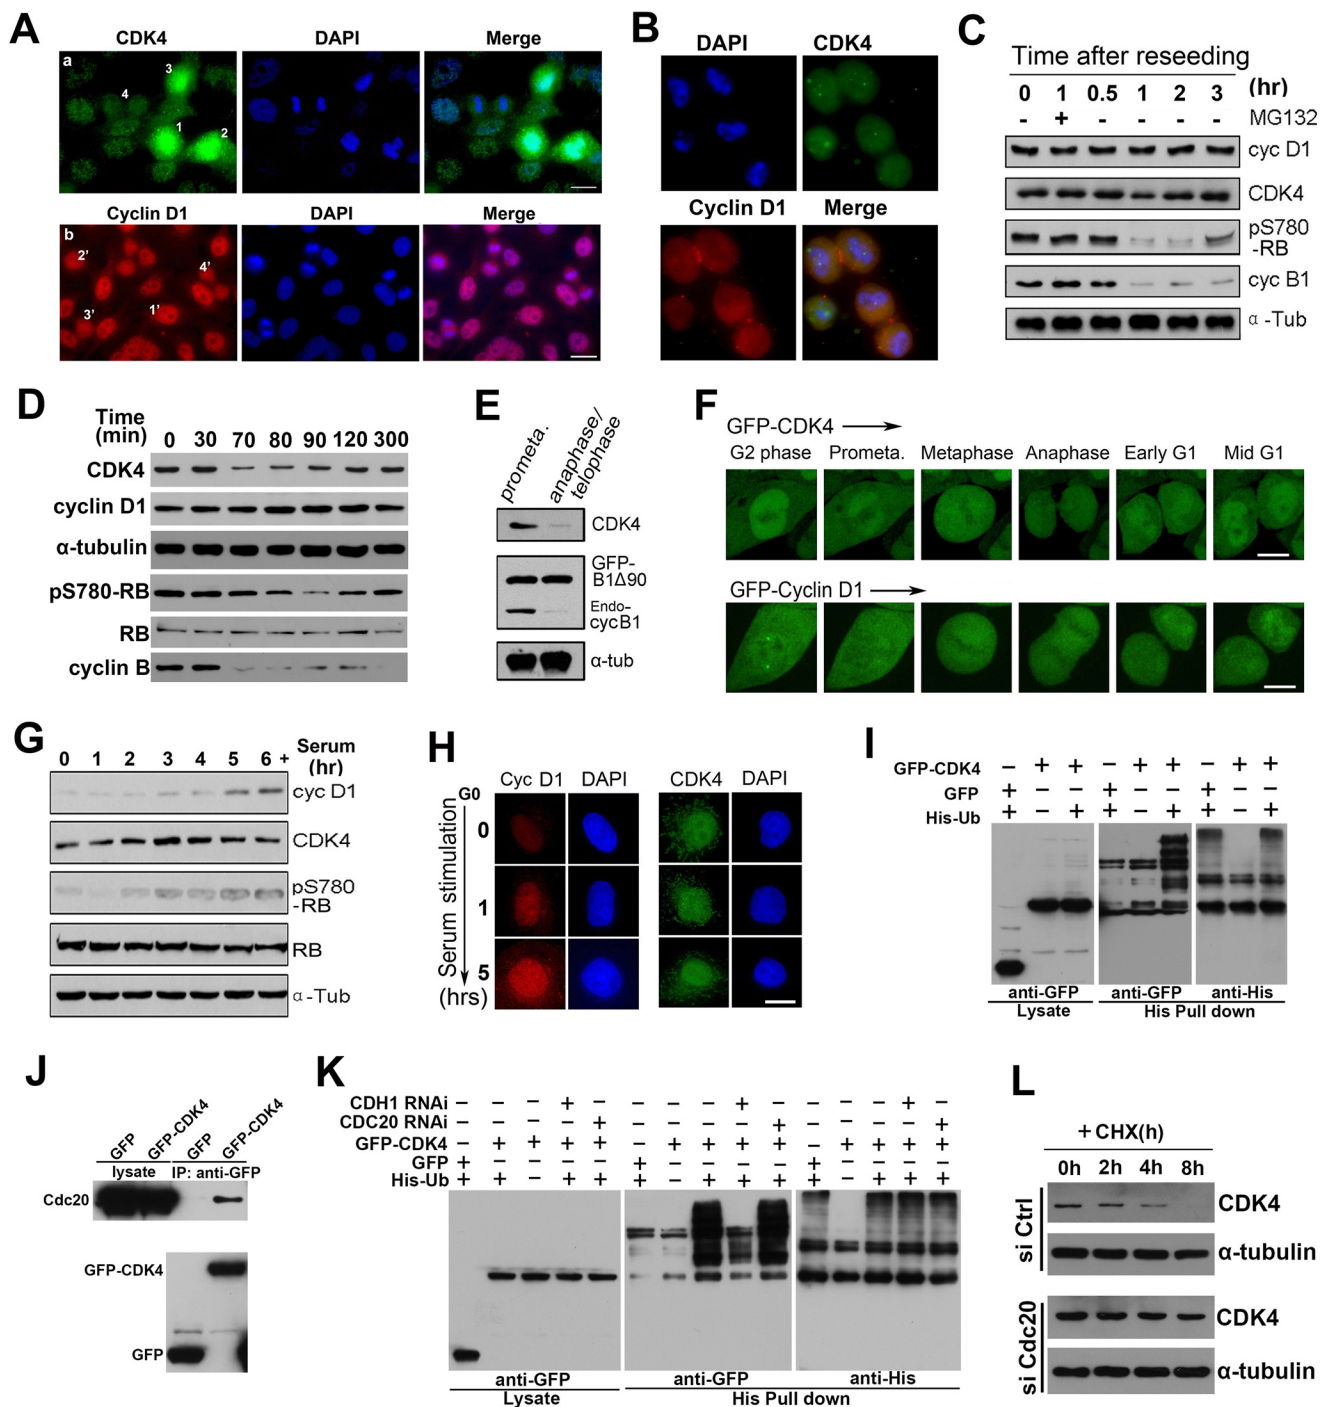 A
CDK4 DAPI Merge
a
3
4
1
2
Cyclin D1 DAPI Merge
b
2’
4’
3’
1’
B
DAPI CDK4
Cyclin D1 Merge
C
Time after reseeding
0 1 0.5 1 2 3 (hr)
- + - - - - MG132
cyc D1
CDK4
pS780
-RB
cyc B1
α-Tub
D
Time
(min)
0 30 70 80 90 120 300
CDK4
cyclin D1
α-tubulin
pS780-RB
RB
cyclin B
E
prometa.
anaphase/
telophase
CDK4
GFP-
B1Δ90
Endo-
cycB1
α-tub
F
GFP-CDK4
G2 phase Prometa. Metaphase Anaphase Early G1 Mid G1
GFP-Cyclin D1
G
0 1 2 3 4 5 6 + Serum
(hr)
cyc D1
CDK4
pS780
-RB
RB
α-Tub
H
Cyc D1 DAPI CDK4 DAPI
G0
Serum stimulation
0
1
5
(hrs)
I
GFP-CDK4 − + + − + + − + +
GFP + − − + − − + − −
His-Ub + − + + − + + − +
anti-GFP anti-GFP anti-His
Lysate His Pull down
J
GFP
GFP-CDK4
GFP
GFP-CDK4
lysate IP: anti-GFP
Cdc20
GFP-CDK4
GFP
K
CDH1 RNAi − − − + − − − − + − − − − + −
CDC20 RNAi − − − − + − − − − + − − − − +
GFP-CDK4 − + + + + − + + + + − + + + +
GFP + − − − − + − − − − + − − − −
His-Ub + + − + + + − + + + + − + + +
anti-GFP anti-GFP anti-His
Lysate His Pull down
L
+CHX(h)
0h 2h 4h 8h
si Ctrl
CDK4
α-tubulin
si Cdc20
CDK4
α-tubulin